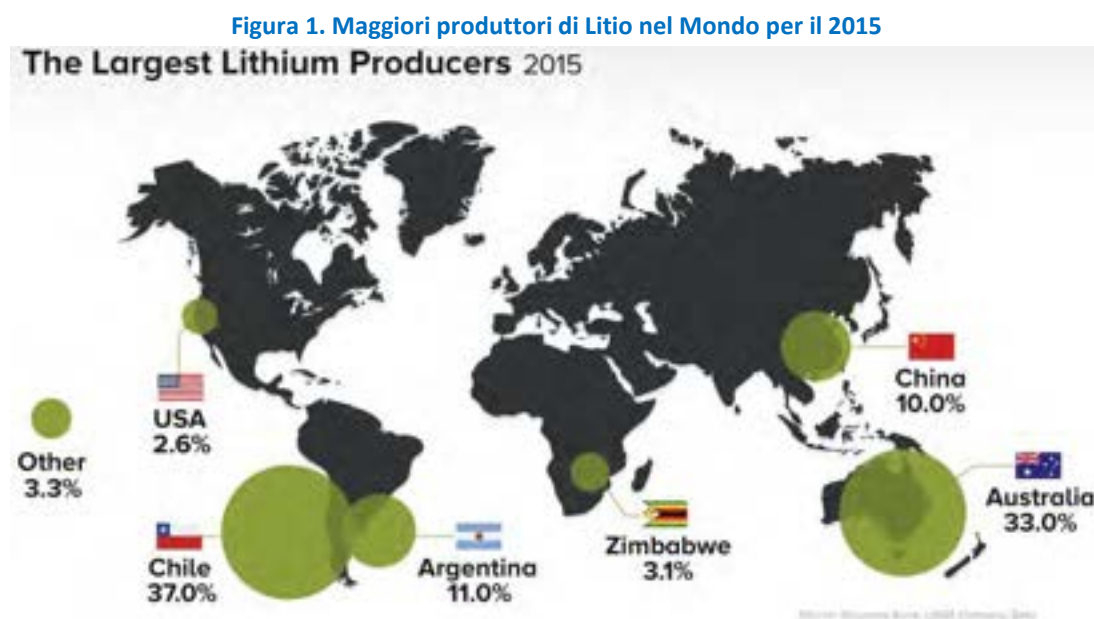 Figura 1. Maggiori produttori di Litio nel Mondo per il 2015
The Largest Lithium Producers 2015
USA
2.6%
Other
3.3%
Chile
37.0%
Argentina
11.0%
Zimbabwe
3.1%
China
10.0%
Australia
33.0%